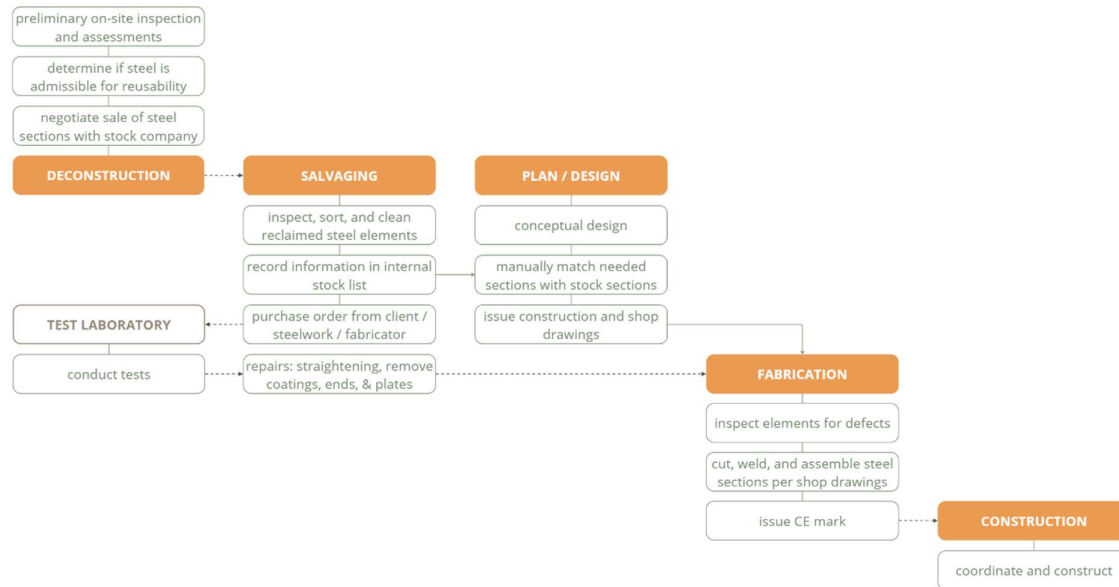 preliminary on-site inspection
and assessments
determine if steel is
admissible for reusability
negotiate sale of steel
sections with stock company
DECONSTRUCTION
SALVAGING
inspect, sort, and clean
reclaimed steel elements
record information in internal
stock list
purchase order from client /
steelwork / fabricator
TEST LABORATORY
conduct tests
repairs: straightening, remove
coatings, ends, & plates
PLAN / DESIGN
conceptual design
manually match needed
sections with stock sections
issue construction and shop
drawings
FABRICATION
inspect elements for defects
cut, weld, and assemble steel
sections per shop drawings
issue CE mark
CONSTRUCTION
coordinate and construct